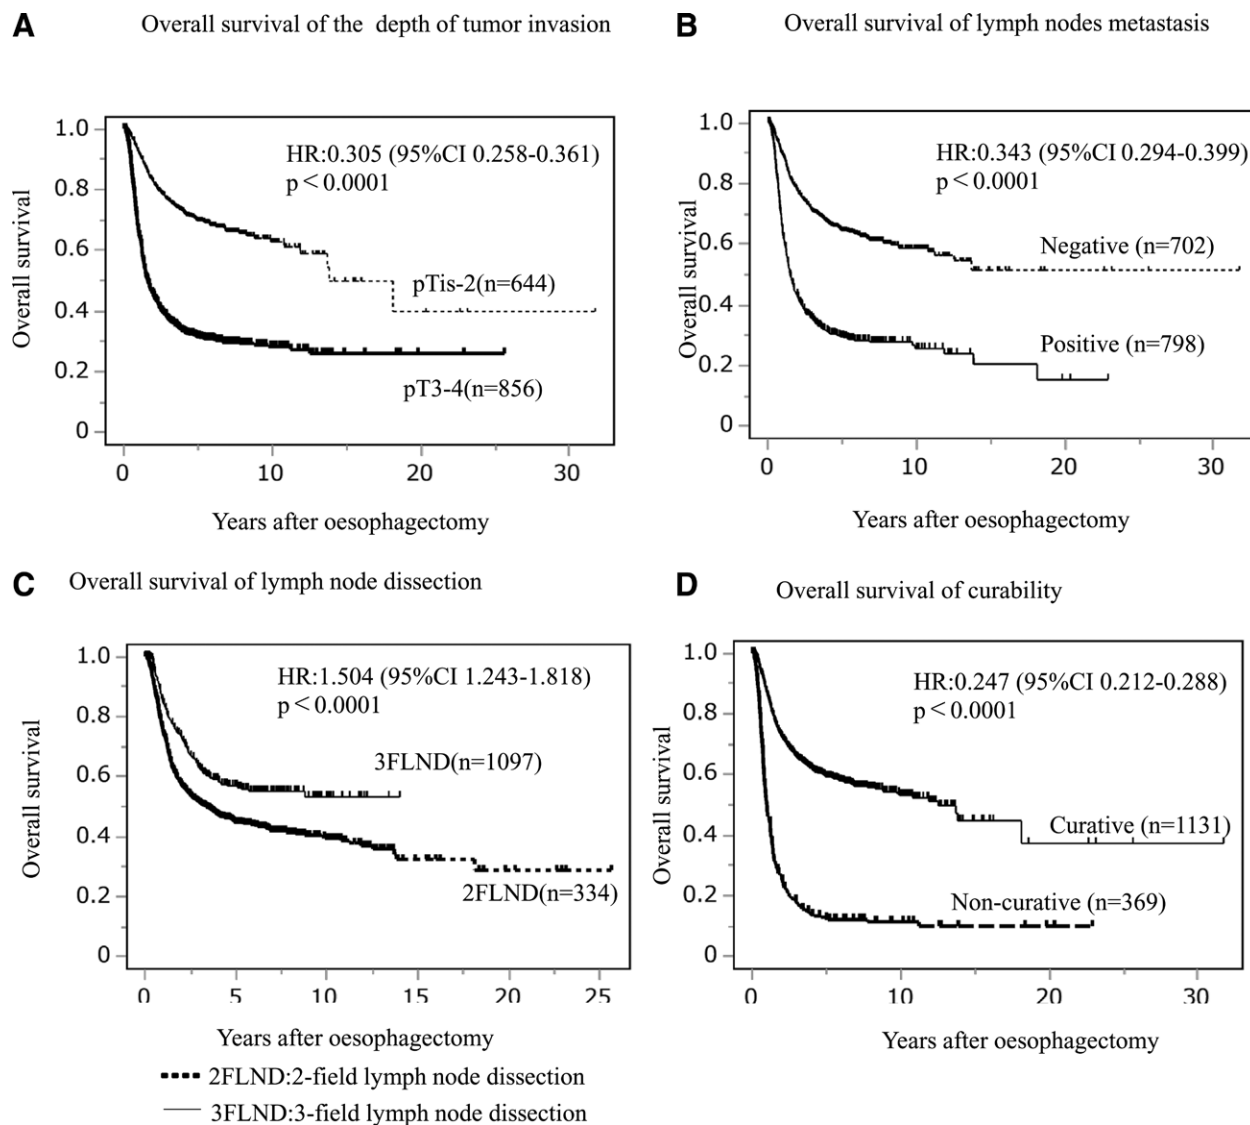 A
Overall survival of the depth of tumor invasion
Overall survival
1.0
0.8
0.6
0.4
0.2
0
HR:0.305 (95%CI 0.258-0.361)
p<0.0001
pTis-2(n=644)
pT3-4(n=856)
0 10 20 30
Years after oesophagectomy
B
Overall survival of lymph nodes metastasis
Overall survival
1.0
0.8
0.6
0.4
0.2
0
HR:0.343 (95%CI 0.294-0.399)
p<0.0001
Negative (n=702)
Positive (n=798)
0 10 20 30
Years after oesophagectomy
C
Overall survival of lymph node dissection
Overall survival
1.0
0.8
0.6
0.4
0.2
0
HR:1.504 (95%CI 1.243-1.818)
p<0.0001
3FLND(n=1097)
2FLND(n=334)
0 5 10 15 20 25
Years after oesophagectomy
2FLND:2-field lymph node dissection
3FLND:3-field lymph node dissection
D
Overall survival of curability
Overall survival
1.0
0.8
0.6
0.4
0.2
0
HR:0.247 (95%CI 0.212-0.288)
p<0.0001
Curative (n=1131)
Non-curative (n=369)
0 10 20 30
Years after oesophagectomy